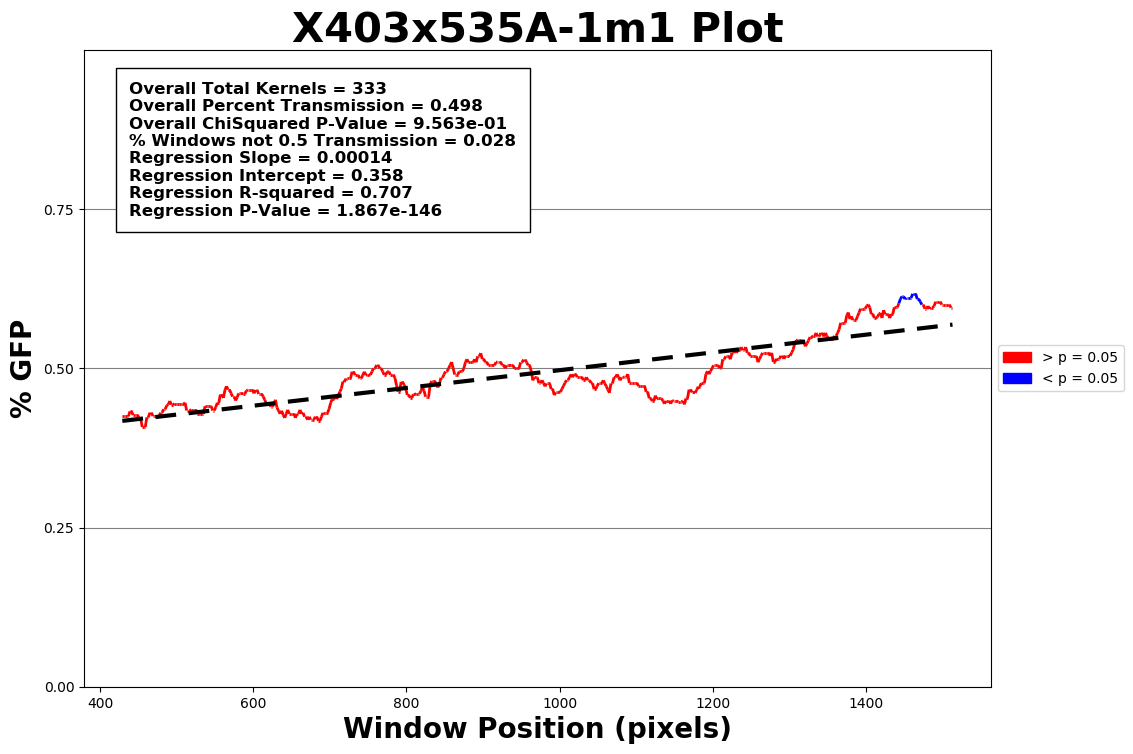 X403x535A-1m1 Plot
Overall Total Kernels = 333
Overall Percent Transmission = 0.498
Overall ChiSquared P-Value = 9.563e-01
% Windows not 0.5 Transmission = 0.028
Regression Slope = 0.00014
Regression Intercept = 0.358
Regression R-squared = 0.707
Regression P-Value = 1.867e-146
% GFP
0.75
0.50
0.25
0.00
> p = 0.05
< p = 0.05
400 600 800 1000 1200 1400
Window Position (pixels)